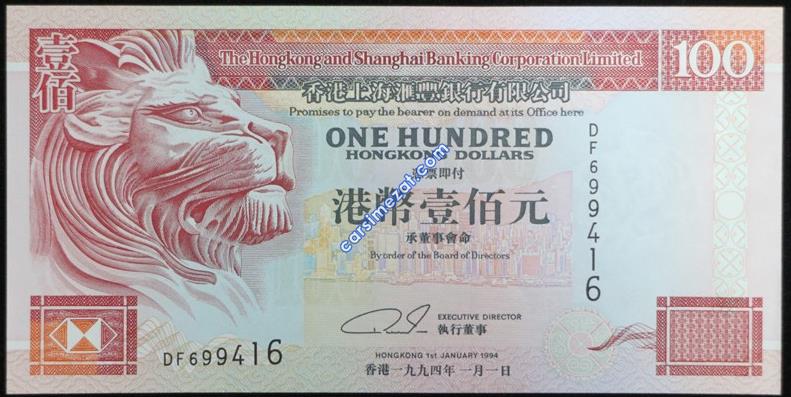 壹佰
The Hongkong and Shanghai Banking Corporation Limited
100
香港上海滙豐銀行有限公司
Promises to pay the bearer on demand at its Office here
ONE HUNDRED
HONGKONG DOLLARS
憑票即付
港幣壹佰元
承董事會命
By order of the Board of Directors
DF699416
carsimezat.com
EXECUTIVE DIRECTOR
執行董事
DF699416
HONGKONG 1st JANUARY 1994
香港一九九四年一月一日